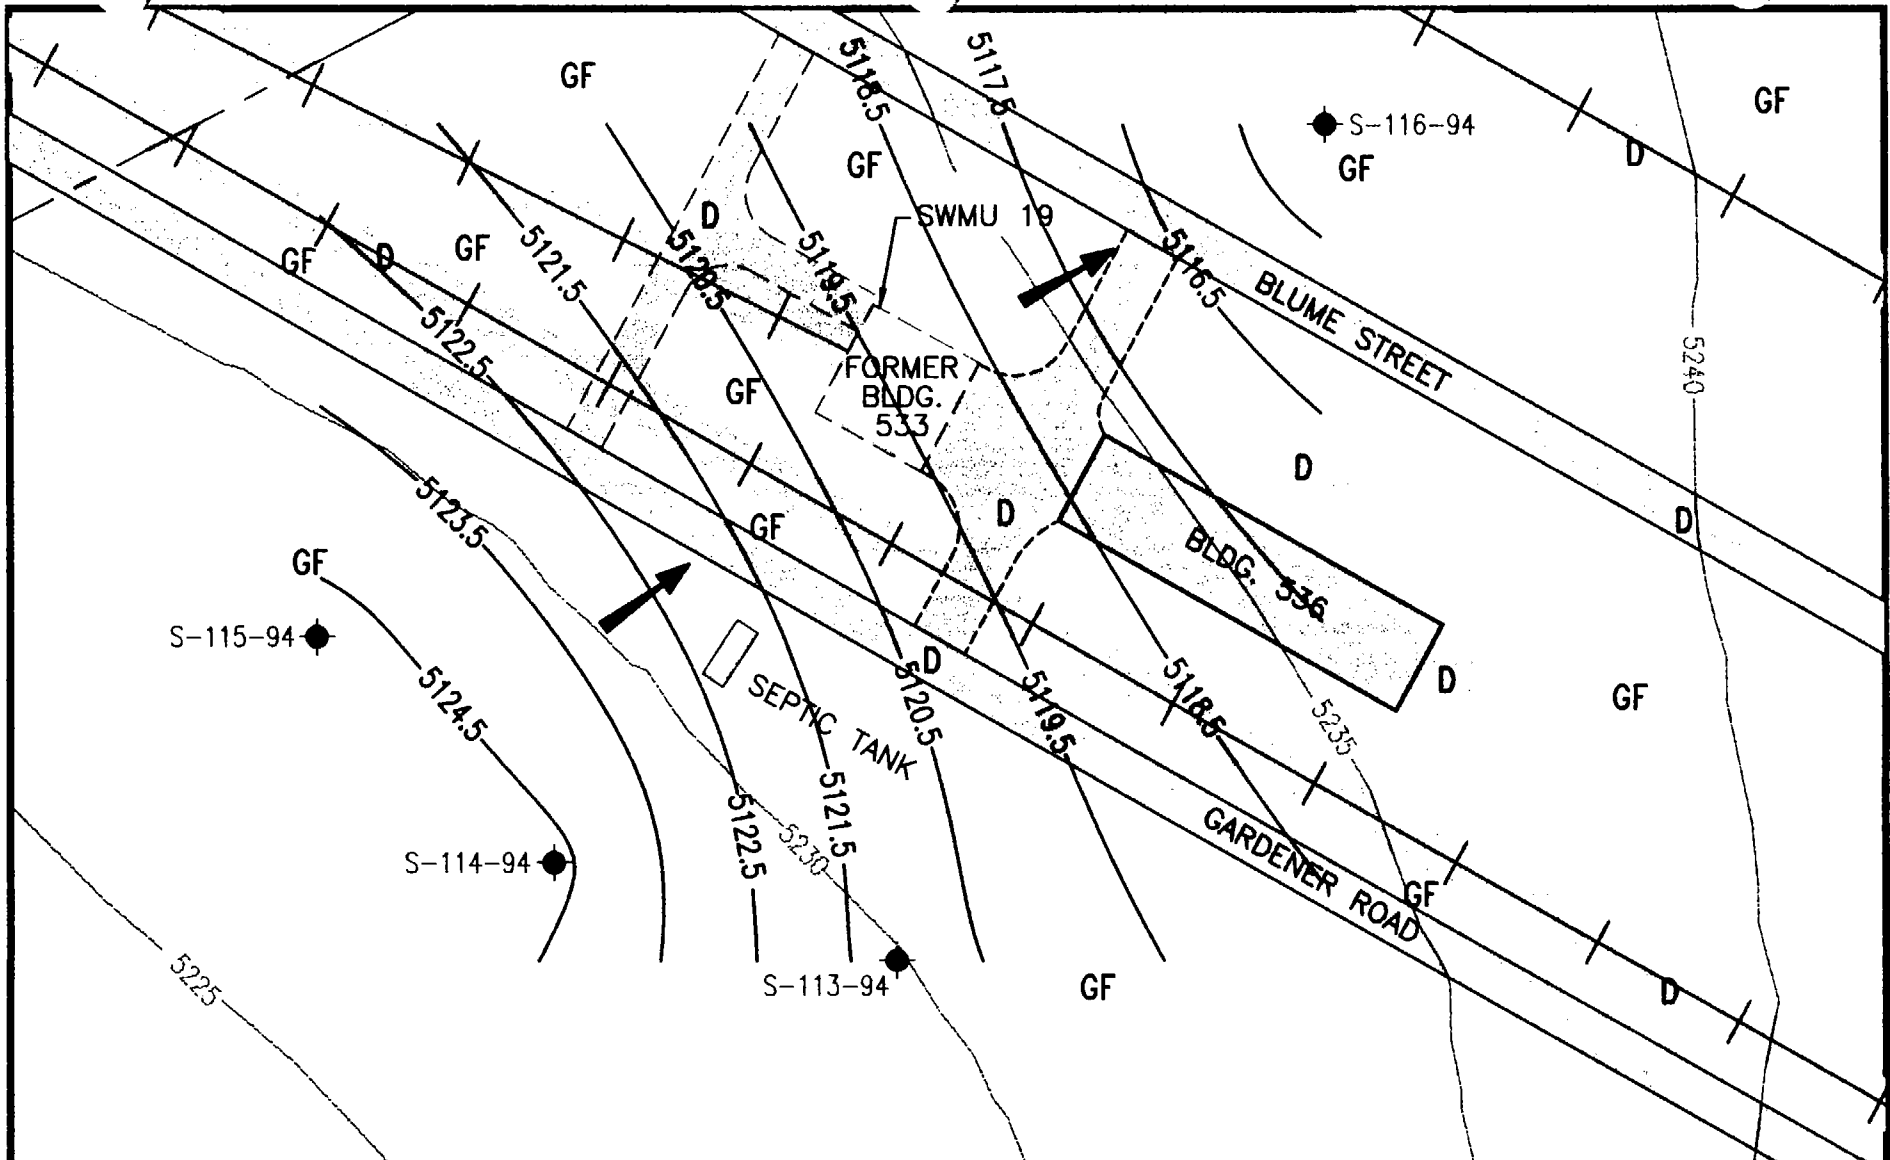 5118.5
5117.5
GF
GF
S-116-94
GF
GF
D
D
SWMU 19
GF
D
GF
5121.5
5120.5
5119.5
5116.5
BLUME STREET
5122.5
5240
FORMER
BLDG.
533
GF
D
D
5123.5
GF
D
BLDG. 536
GF
S-115-94
5124.5
SEPTIC TANK
D
5120.5
5119.5
5118.5
D
GF
5235
5122.5
5121.5
5230
GARDENER ROAD
GF
S-114-94
S-113-94
GF
D
5225